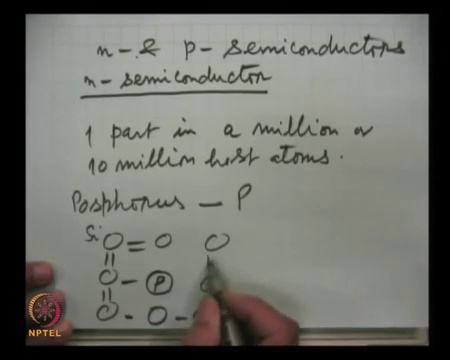 n- & p- semiconductors
n- semiconductor
1 part in a million or
10 million host atoms.
Posphorus — P
Si
P
NPTEL